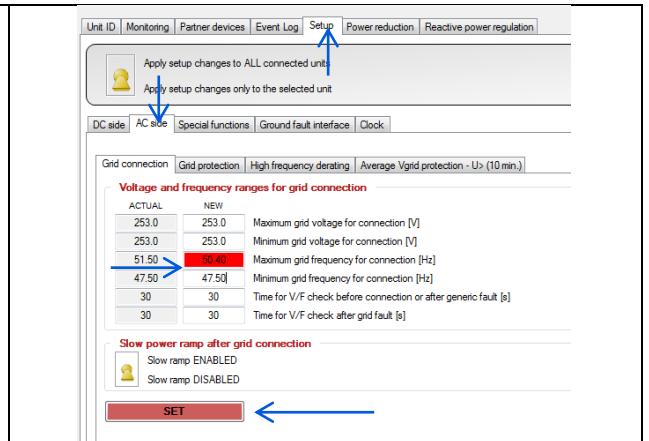 Unit ID Monitoring Partner devices Event Log Setup Power reduction Reactive power regulation
Apply setup changes to ALL connected units
Apply setup changes only to the selected unit
DC side AC side Special functions Ground fault interface Clock
Grid connection Grid protection High frequency derating Average Vgrid protection - U> (10 min.)
Voltage and frequency ranges for grid connection
ACTUAL NEW
253.0 253.0 Maximum grid voltage for connection [V]
253.0 253.0 Minimum grid voltage for connection [V]
51.50 50.40 Maximum grid frequency for connection [Hz]
47.50 47.50 Minimum grid frequency for connection [Hz]
30 30 Time for V/F check before connection or after generic fault [s]
30 30 Time for V/F check after grid fault [s]
Slow power ramp after grid connection
Slow ramp ENABLED
Slow ramp DISABLED
SET